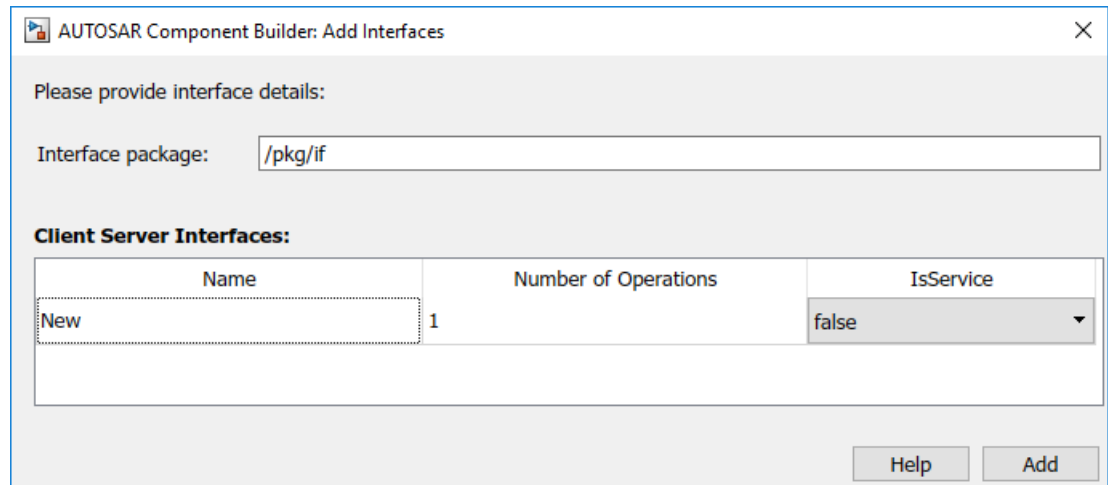 AUTOSAR Component Builder: Add Interfaces
Please provide interface details:
Interface package: /pkg/if
Client Server Interfaces:
Name Number of Operations IsService
New 1 false
Help Add